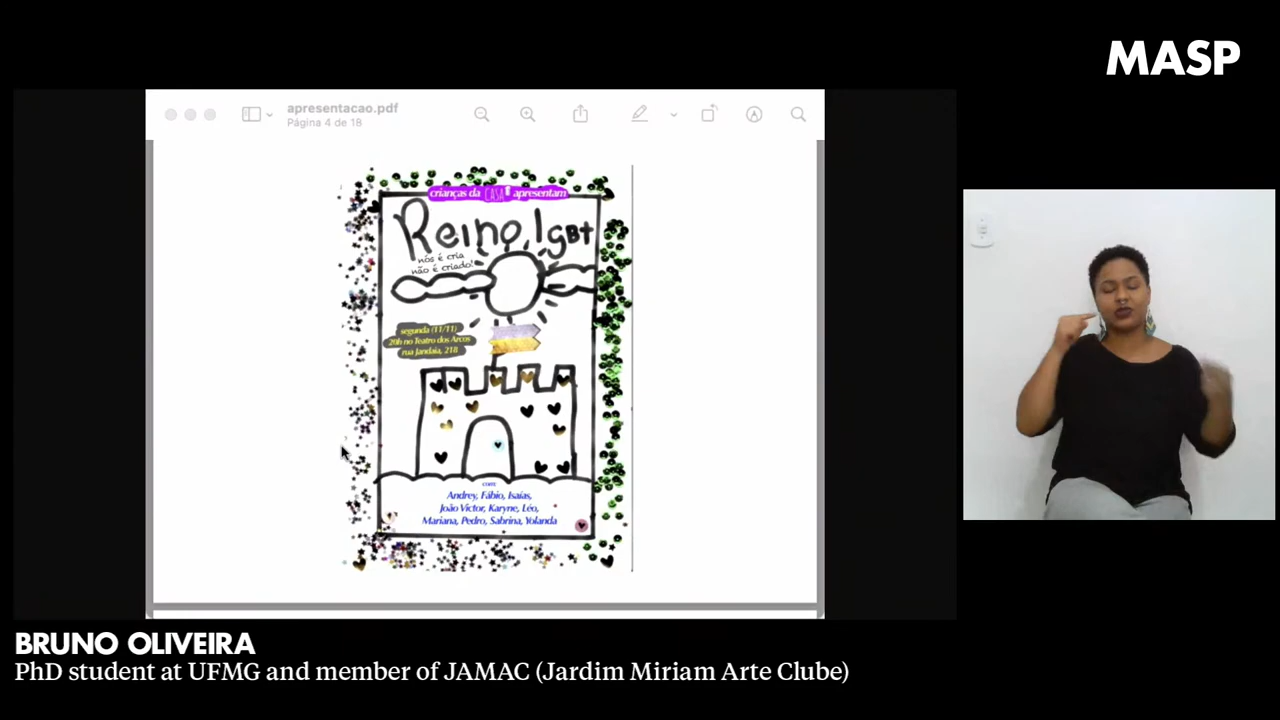 MASP
apresentacao.pdf
Página 4 de 18
crianças da CASA 1 apresentam
Reino lgbt
nós é cria
não é criado!
segunda (11/11)
20h no Teatro dos Arcos
rua Jandaia, 218
com:
Andrey, Fábio, Isaías,
João Victor, Karyne, Léo,
Mariana, Pedro, Sabrina, Yolanda
BRUNO OLIVEIRA
PhD student at UFMG and member of JAMAC (Jardim Miriam Arte Clube)